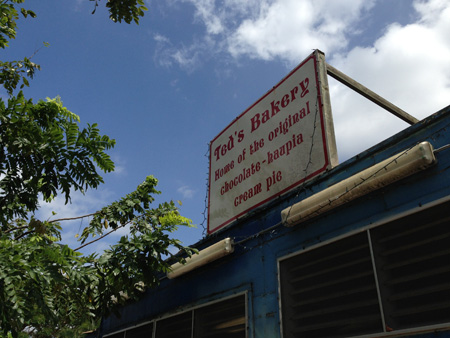 Ted's Bakery
Home of the original
chocolate-haupia
cream pie